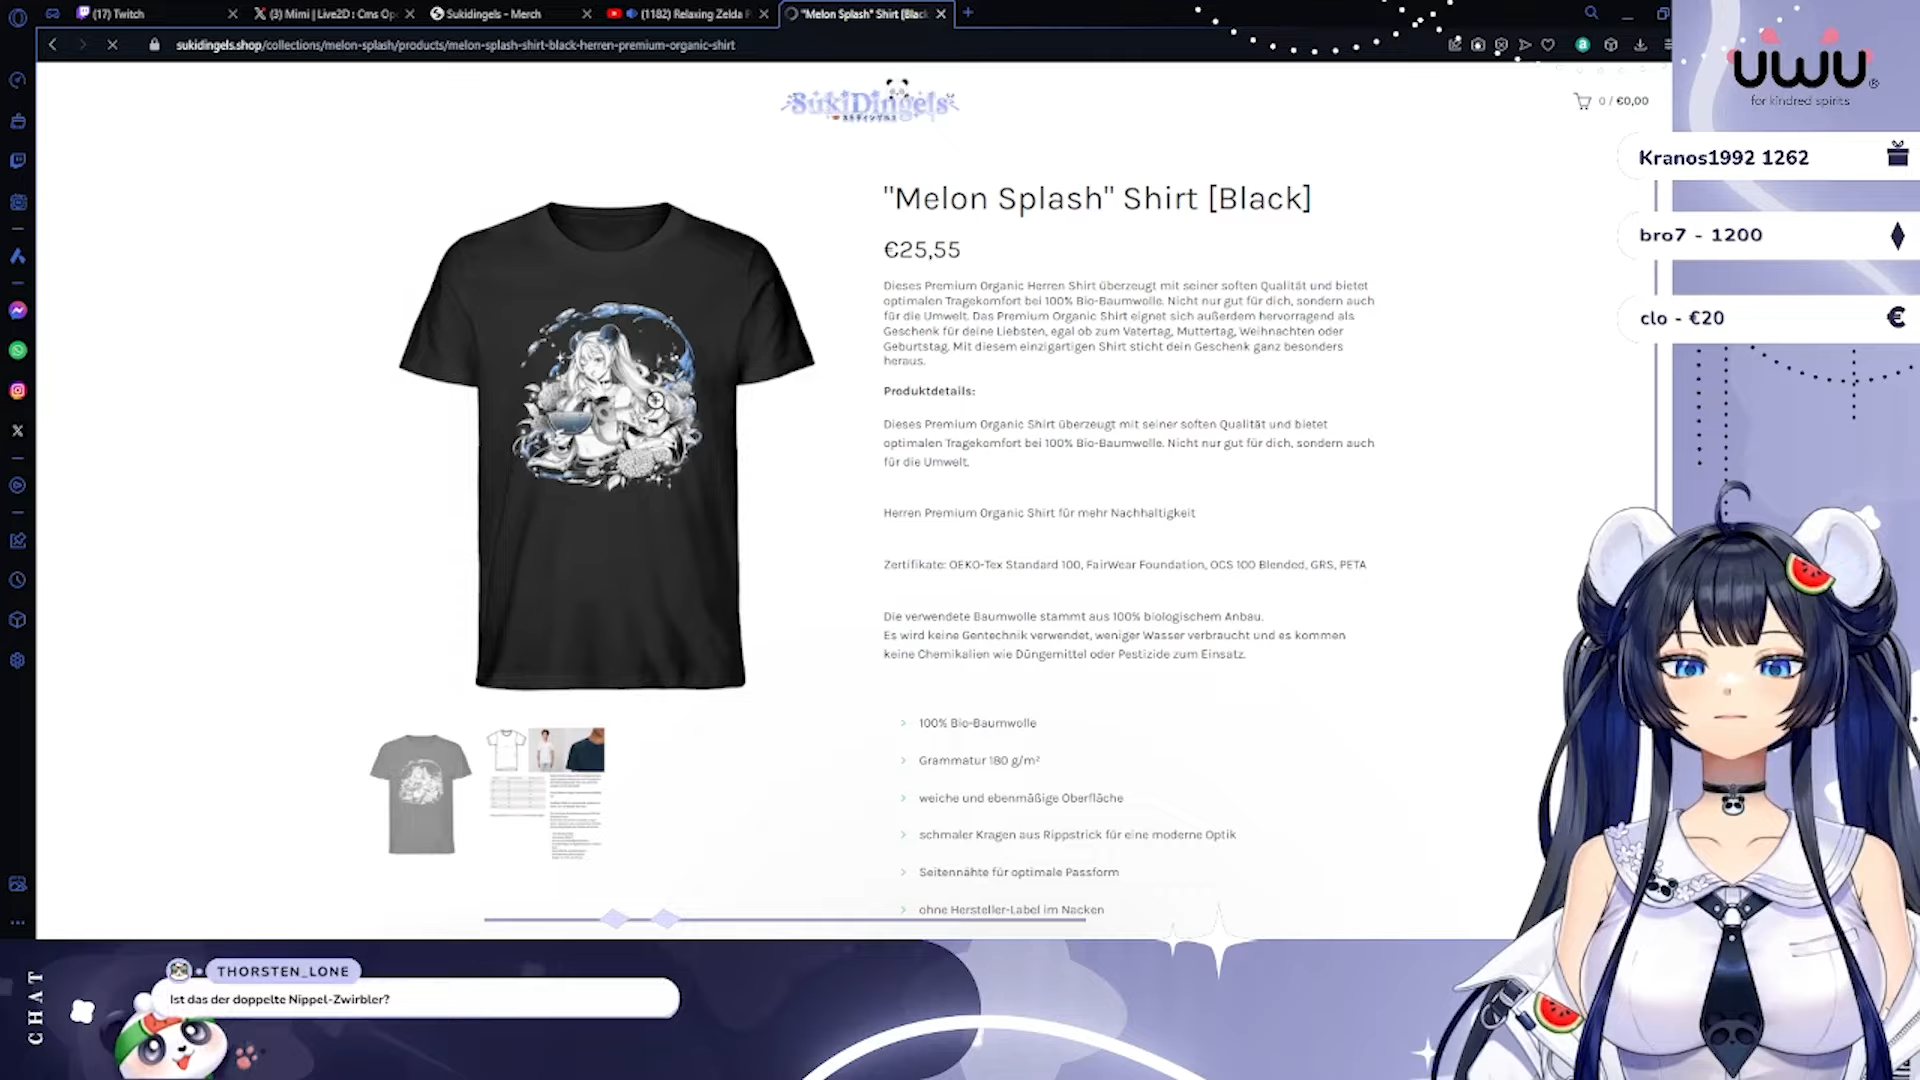 (17) Twitch
(3) Mimi | Live2D : Cms Op
Sukidingels – Merch
(1182) Relaxing Zelda
"Melon Splash" Shirt [Blac
sukidingels.shop/collections/melon-splash/products/melon-splash-shirt-black-herren-premium-organic-shirt
SukiDingels
0 / €0,00
"Melon Splash" Shirt [Black]
€25,55
Dieses Premium Organic Herren Shirt überzeugt mit seiner soften Qualität und bietet
optimalen Tragekomfort bei 100% Bio-Baumwolle. Nicht nur gut für dich, sondern auch
für die Umwelt. Das Premium Organic Shirt eignet sich außerdem hervorragend als
Geschenk für deine Liebsten, egal ob zum Vatertag, Muttertag, Weihnachten oder
Geburtstag. Mit diesem einzigartigen Shirt sticht dein Geschenk ganz besonders
heraus.
Produktdetails:
Dieses Premium Organic Shirt überzeugt mit seiner soften Qualität und bietet
optimalen Tragekomfort bei 100% Bio-Baumwolle. Nicht nur gut für dich, sondern auch
für die Umwelt.
Herren Premium Organic Shirt für mehr Nachhaltigkeit
Zertifikate: OEKO-Tex Standard 100, FairWear Foundation, OCS 100 Blended, GRS, PETA
Die verwendete Baumwolle stammt aus 100% biologischem Anbau.
Es wird keine Gentechnik verwendet, weniger Wasser verbraucht und es kommen
keine Chemikalien wie Düngemittel oder Pestizide zum Einsatz.
100% Bio-Baumwolle
Grammatur 180 g/m²
weiche und ebenmäßige Oberfläche
schmaler Kragen aus Rippstrick für eine moderne Optik
Seitennähte für optimale Passform
ohne Hersteller-Label im Nacken
UWU®
for kindred spirits
Kranos1992 1262
bro7 - 1200
clo - €20
€
CHAT
THORSTEN_LONE
Ist das der doppelte Nippel-Zwirbler?